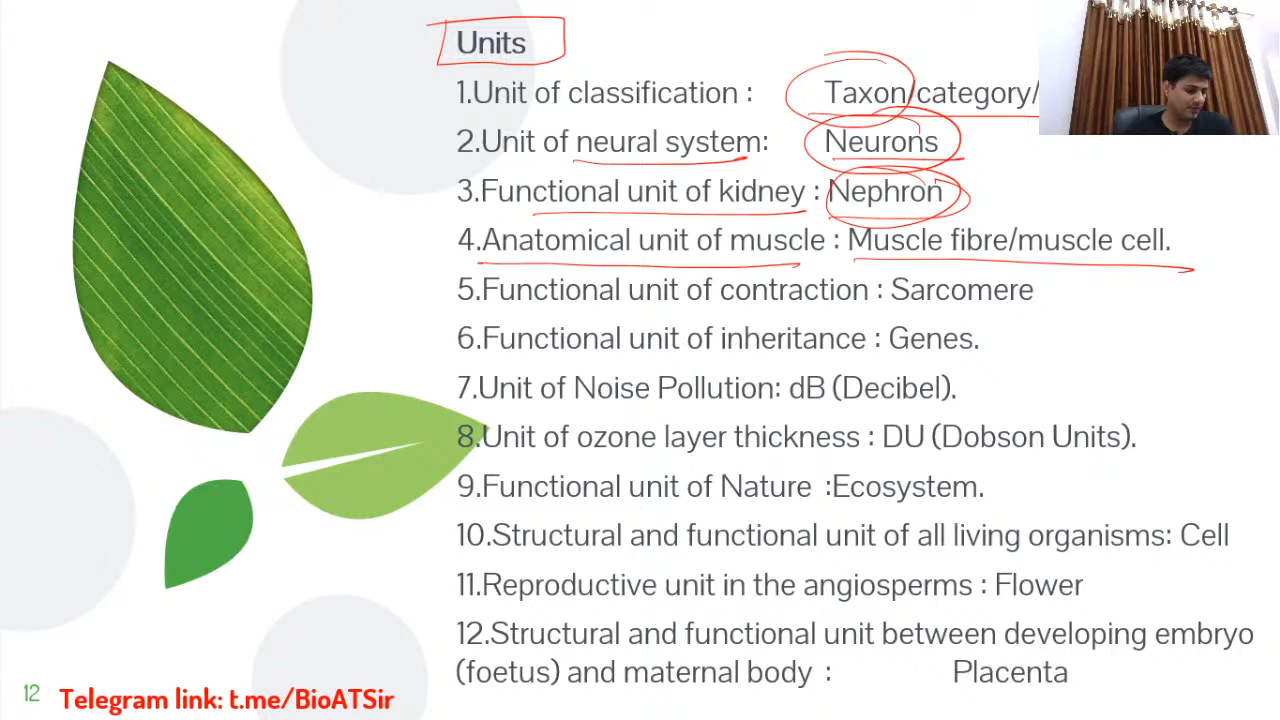 Units
1.Unit of classification : Taxon/category/
2.Unit of neural system: Neurons
3.Functional unit of kidney : Nephron
4.Anatomical unit of muscle : Muscle fibre/muscle cell.
5.Functional unit of contraction : Sarcomere
6.Functional unit of inheritance : Genes.
7.Unit of Noise Pollution: dB (Decibel).
8.Unit of ozone layer thickness : DU (Dobson Units).
9.Functional unit of Nature :Ecosystem.
10.Structural and functional unit of all living organisms: Cell
11.Reproductive unit in the angiosperms : Flower
12.Structural and functional unit between developing embryo
(foetus) and maternal body : Placenta
12 Telegram link: t.me/BioATSir